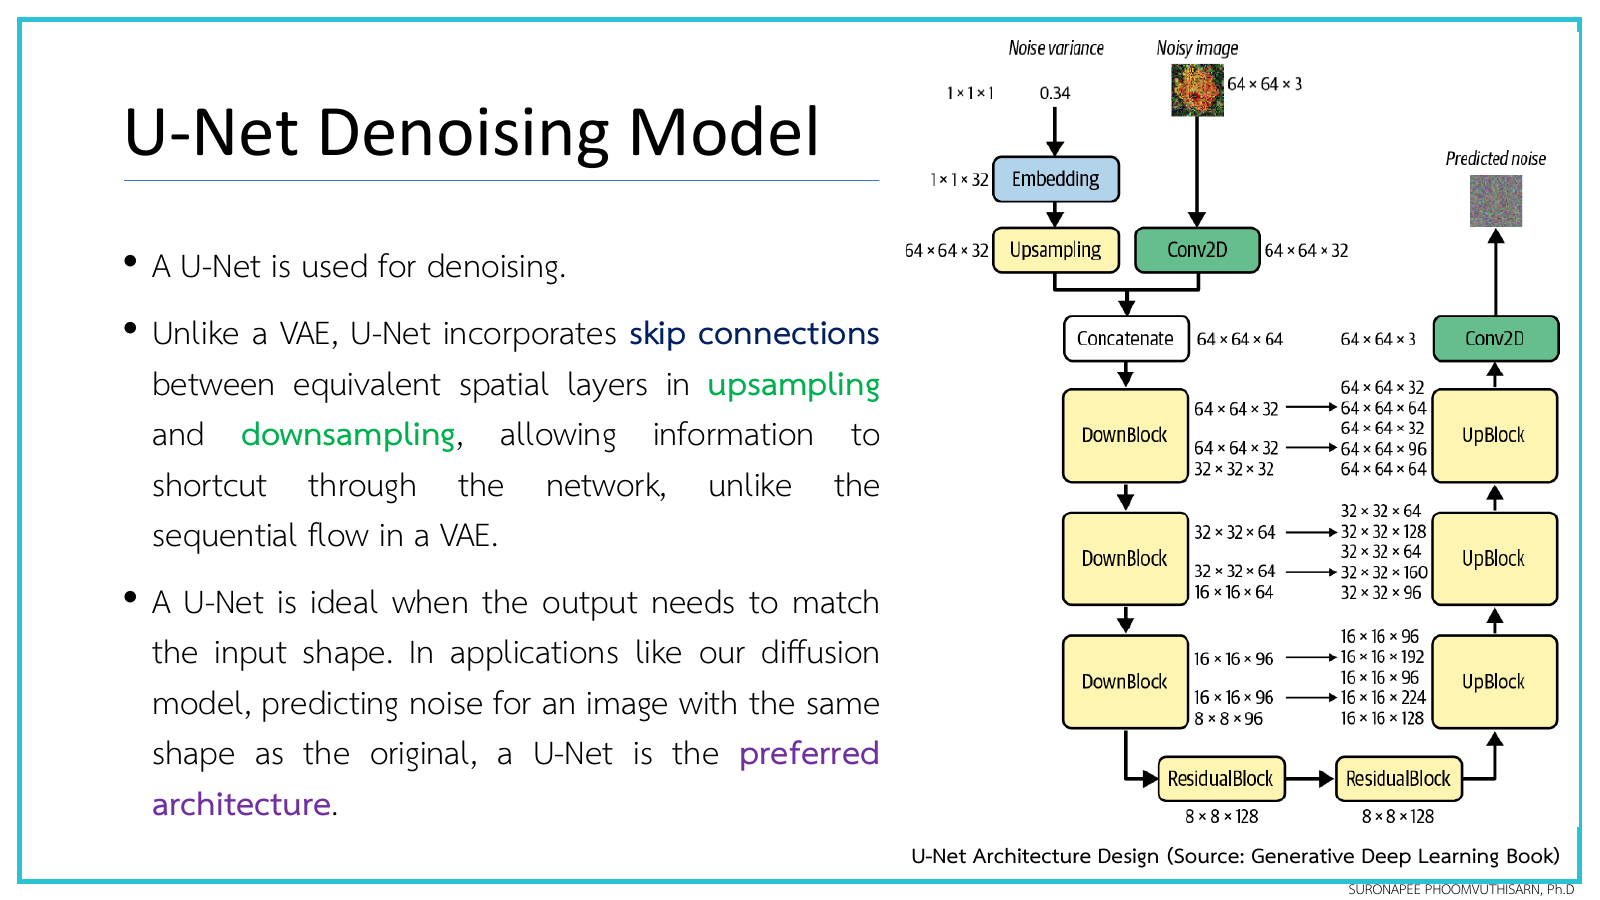 U-Net Denoising Model
• A U-Net is used for denoising.
• Unlike a VAE, U-Net incorporates skip connections
between equivalent spatial layers in upsampling
and downsampling, allowing information to
shortcut through the network, unlike the
sequential flow in a VAE.
• A U-Net is ideal when the output needs to match
the input shape. In applications like our diffusion
model, predicting noise for an image with the same
shape as the original, a U-Net is the preferred
architecture.
Noise variance
Noisy image
1 × 1 × 1
0.34
64 × 64 × 3
Predicted noise
1 × 1 × 32
Embedding
64 × 64 × 32
Upsampling
Conv2D
64 × 64 × 32
Concatenate
64 × 64 × 64
64 × 64 × 3
Conv2D
DownBlock
64 × 64 × 32
64 × 64 × 32
32 × 32 × 32
64 × 64 × 32
64 × 64 × 64
64 × 64 × 32
64 × 64 × 96
64 × 64 × 64
UpBlock
DownBlock
32 × 32 × 64
32 × 32 × 64
16 × 16 × 64
32 × 32 × 64
32 × 32 × 128
32 × 32 × 64
32 × 32 × 160
32 × 32 × 96
UpBlock
DownBlock
16 × 16 × 96
16 × 16 × 96
8 × 8 × 96
16 × 16 × 96
16 × 16 × 192
16 × 16 × 96
16 × 16 × 224
16 × 16 × 128
UpBlock
ResidualBlock
ResidualBlock
8 × 8 × 128
8 × 8 × 128
U-Net Architecture Design (Source: Generative Deep Learning Book)
SURONAPEE PHOOMVUTHISARN, Ph.D